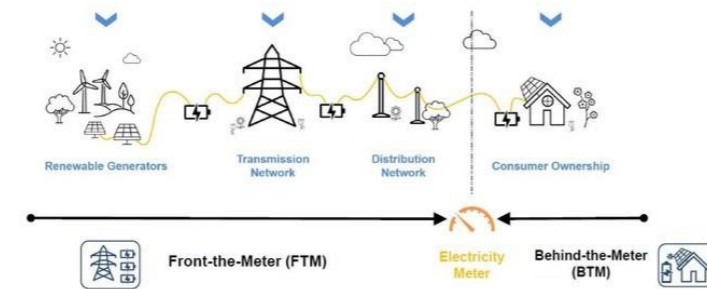 Renewable Generators
Transmission
Network
Distribution
Network
Consumer Ownership
Front-the-Meter (FTM)
Electricity
Meter
Behind-the-Meter
(BTM)